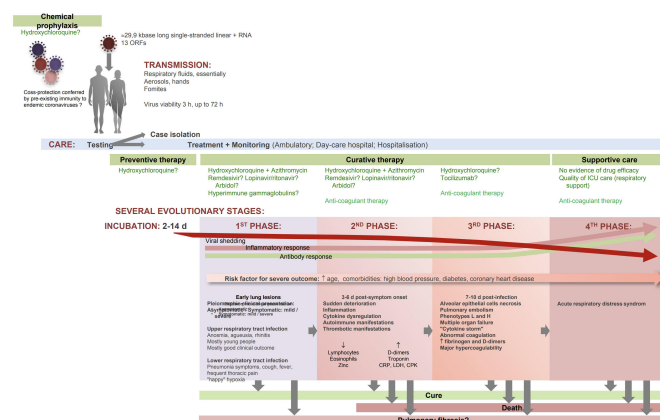 Chemical
prophylaxis
Hydroxychloroquine?
>29,9 kbase long single-stranded linear + RNA
13 ORFs
TRANSMISSION:
Respiratory fluids, essentially
Aerosols, hands
Fomites
Virus viability 3 h, up to 72 h
Cross-protection conferred
by pre-existing immunity to
endemic coronaviruses ?
Case isolation
CARE: Testing
Treatment + Monitoring (Ambulatory; Day-care hospital; Hospitalisation)
Preventive therapy
Curative therapy
Supportive care
Hydroxychloroquine?
Hydroxychloroquine + Azithromycin
Remdesivir? Lopinavir/ritonavir?
Arbidol?
Hyperimmune gammaglobulins?
Hydroxychloroquine + Azithromycin
Remdesivir? Lopinavir/ritonavir?
Arbidol?
Anti-coagulant therapy
Hydroxychloroquine?
Tocilizumab?
Anti-coagulant therapy
No evidence of drug efficacy
Quality of ICU care (respiratory
support)
Anti-coagulant therapy
SEVERAL EVOLUTIONARY STAGES:
INCUBATION: 2-14 d
1ST PHASE:
2ND PHASE:
3RD PHASE:
4TH PHASE:
Viral shedding
Inflammatory response
Antibody response
Risk factor for severe outcome: ↑ age, comorbidities: high blood pressure, diabetes, coronary heart disease
Early lung lesions
Upper respiratory tract infection
Anosmia, agueusia, rhinitis
Mostly young people
Mostly good clinical outcome
Lower respiratory tract infection
Pneumonia symptoms, cough, fever,
frequent thoracic pain
"happy" hypoxia
3-6 d post-symptom onset
Sudden deterioration
Inflammation
Cytokine dysregulation
Autoimmune manifestations
Thrombotic manifestations
↓
Lymphocytes
Eosinophils
Zinc
↑
D-dimers
Troponin
CRP, LDH, CPK
7-10 d post-infection
Alveolar epithelial cells necrosis
Pulmonary embolism
Phenotypes L and H
Multiple organ failure
"Cytokine storm"
Abnormal coagulation
↑ fibrinogen and D-dimers
Major hypercoagulability
Acute respiratory distress syndrom
Cure
Death
Pulmonary fibrosis?